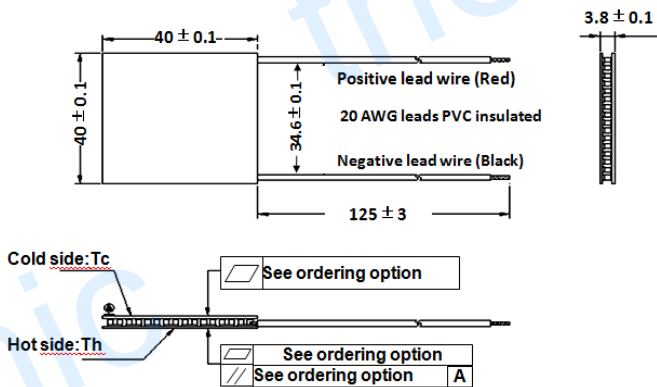 3.8 ± 0.1
40 ± 0.1
Positive lead wire (Red)
40 ± 0.1
34.6 ± 0.1
20 AWG leads PVC insulated
Negative lead wire (Black)
125 ± 3
Cold side:Tc
See ordering option
A
Hot side:Th
See ordering option
// See ordering option A